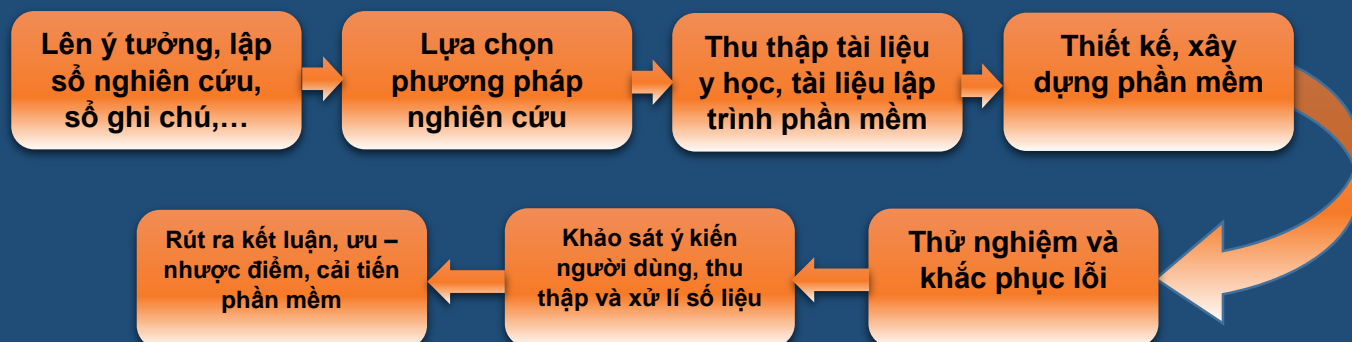 Lên ý tưởng, lập
sổ nghiên cứu,
sổ ghi chú,…
Lựa chọn
phương pháp
nghiên cứu
Thu thập tài liệu
y học, tài liệu lập
trình phần mềm
Thiết kế, xây
dựng phần mềm
Thử nghiệm và
khắc phục lỗi
Khảo sát ý kiến
người dùng, thu
thập và xử lí số liệu
Rút ra kết luận, ưu –
nhược điểm, cải tiến
phần mềm